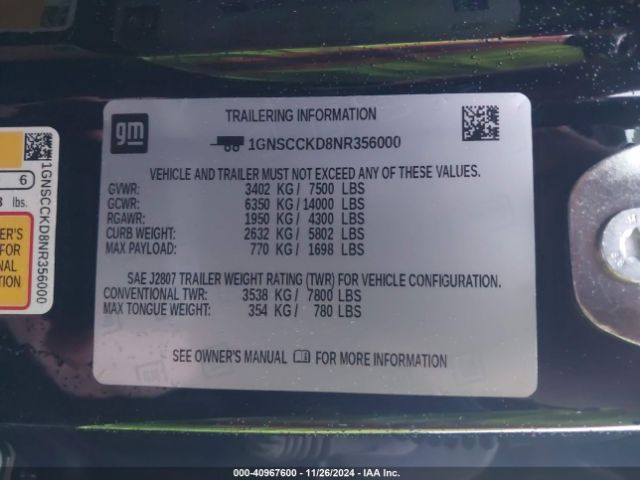 gm
TRAILERING INFORMATION
1GNSCCKD8NR356000
VEHICLE AND TRAILER MUST NOT EXCEED ANY OF THESE VALUES.
GVWR: 3402 KG / 7500 LBS
GCWR: 6350 KG / 14000 LBS
RGAWR: 1950 KG / 4300 LBS
CURB WEIGHT: 2632 KG / 5802 LBS
MAX PAYLOAD: 770 KG / 1698 LBS
SAE J2807 TRAILER WEIGHT RATING (TWR) FOR VEHICLE CONFIGURATION.
CONVENTIONAL TWR: 3538 KG / 7800 LBS
MAX TONGUE WEIGHT: 354 KG / 780 LBS
SEE OWNER'S MANUAL FOR MORE INFORMATION
6
lbs.
FOR
1GNSCCKD8NR356000
000-40967600 - 11/26/2024 - IAA Inc.